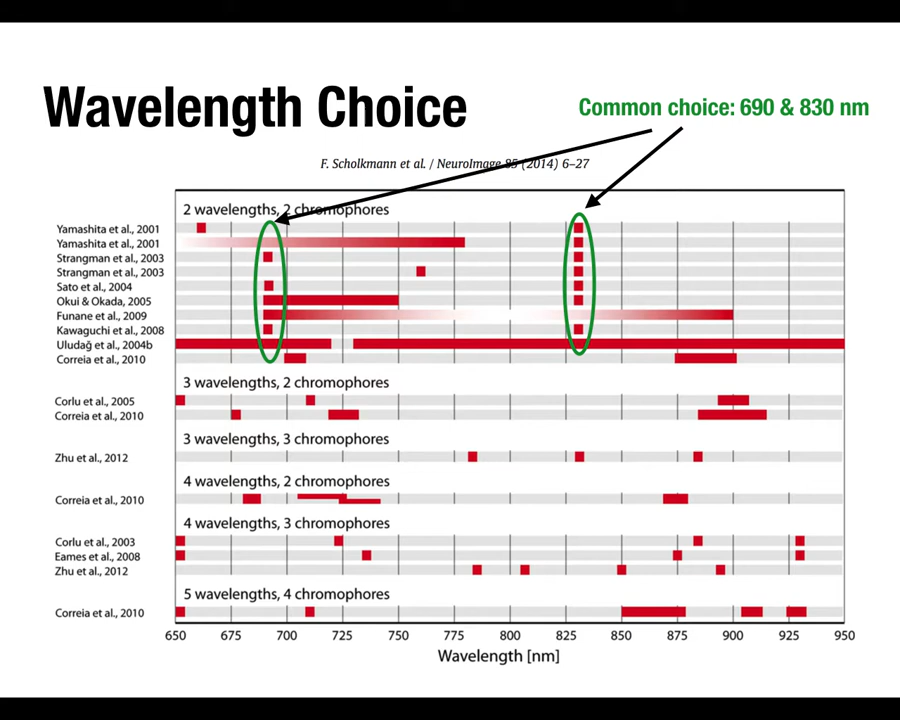 Wavelength Choice
Common choice: 690 & 830 nm
F. Scholkmann et al. / NeuroImage 85 (2014) 6–27
2 wavelengths, 2 chromophores
Yamashita et al., 2001
Yamashita et al., 2001
Strangman et al., 2003
Strangman et al., 2003
Sato et al., 2004
Okui & Okada, 2005
Funane et al., 2009
Kawaguchi et al., 2008
Uludağ et al., 2004b
Correia et al., 2010
3 wavelengths, 2 chromophores
Corlu et al., 2005
Correia et al., 2010
3 wavelengths, 3 chromophores
Zhu et al., 2012
4 wavelengths, 2 chromophores
Correia et al., 2010
4 wavelengths, 3 chromophores
Corlu et al., 2003
Eames et al., 2008
Zhu et al., 2012
5 wavelengths, 4 chromophores
Correia et al., 2010
650 675 700 725 750 775 800 825 850 875 900 925 950
Wavelength [nm]